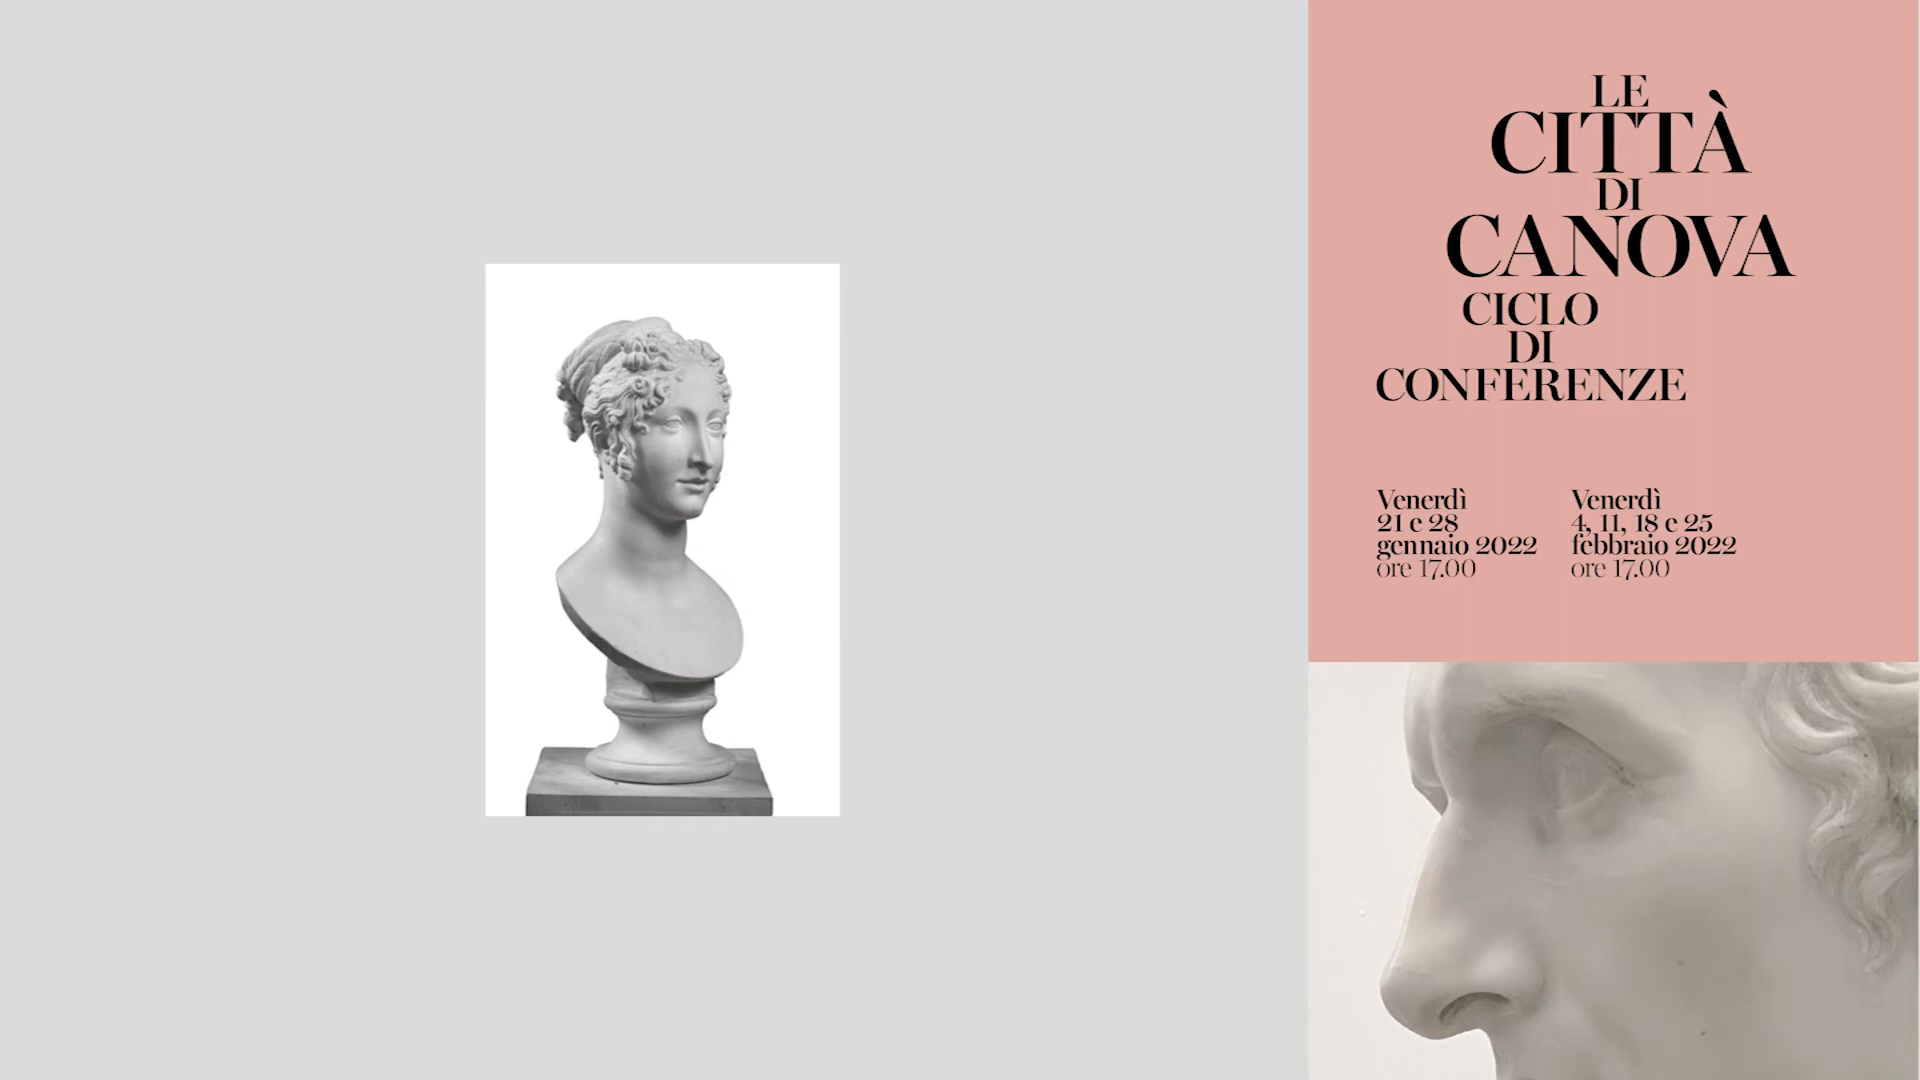 LE
CITTÀ
DI
CANOVA
CICLO
DI
CONFERENZE
Venerdì
21 e 28
gennaio 2022
ore 17.00
Venerdì
4, 11, 18 e 25
febbraio 2022
ore 17.00